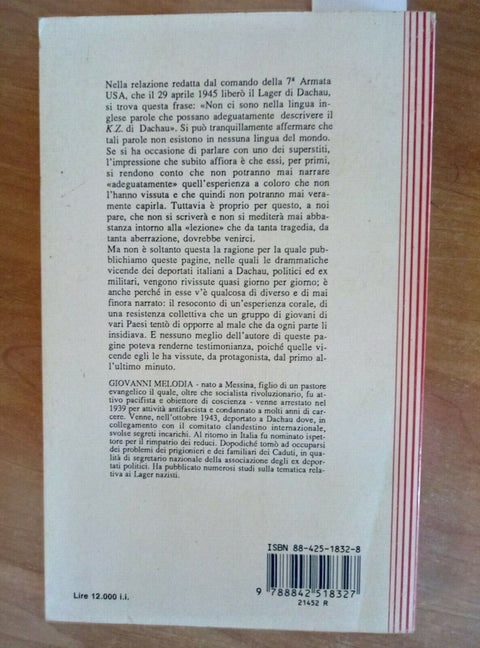 Nella relazione redatta dal comando della 7ª Armata
USA, che il 29 aprile 1945 liberò il Lager di Dachau,
si trova questa frase: «Non ci sono nella lingua in-
glese parole che possano adeguatamente descrivere il
K.Z. di Dachau». Si può tranquillamente affermare che
tali parole non esistono in nessuna lingua del mondo.
Se si ha occasione di parlare con uno dei superstiti,
l'impressione che subito affiora è che essi, per primi,
si rendono conto che non potranno mai narrare
«adeguatamente» quell'esperienza a coloro che non
l'hanno vissuta e che quindi non potranno mai vera-
mente capirla. Tuttavia è proprio per questo, a noi
pare, che non si scriverà e non si mediterà mai abba-
stanza intorno alla «lezione» che da tanta tragedia, da
tanta aberrazione, dovrebbe venirci.
Ma non è soltanto questa la ragione per la quale pub-
blichiamo queste pagine, nelle quali le drammatiche
vicende dei deportati italiani a Dachau, politici ed ex
militari, vengono rivissute quasi giorno per giorno; è
anche perché in esse v'è qualcosa di diverso e di mai
finora narrato: il resoconto di un'esperienza corale, di
una resistenza collettiva che un gruppo di giovani di
vari Paesi tentò di opporre al male che da ogni parte li
insidiava. E nessuno meglio dell'autore di queste
pagine poteva renderne testimonianza, poiché quelle vi-
cende egli le ha vissute, da protagonista, dal primo al-
l'ultimo minuto.
GIOVANNI MELODIA - nato a Messina, figlio di un pastore
evangelico il quale, oltre che socialista rivoluzionario, fu at-
tivo pacifista e obiettore di coscienza - venne arrestato nel
1939 per attività antifascista e condannato a molti anni di car-
cere. Venne, nell'ottobre 1943, deportato a Dachau dove, in
collegamento con il comitato clandestino internazionale,
svolse segreti incarichi. Al ritorno in Italia fu nominato ispet-
tore per il rimpatrio dei reduci. Dopodiché tornò ad occuparsi
dei problemi dei prigionieri e dei familiari dei Caduti, in qua-
lità di segretario nazionale della associazione degli ex depor-
tati politici. Ha pubblicato numerosi studi sulla tematica rela-
tiva ai Lager nazisti.
ISBN 88-425-1832-8
9 788842 518327
21452 R
Lire 12.000 i.i.